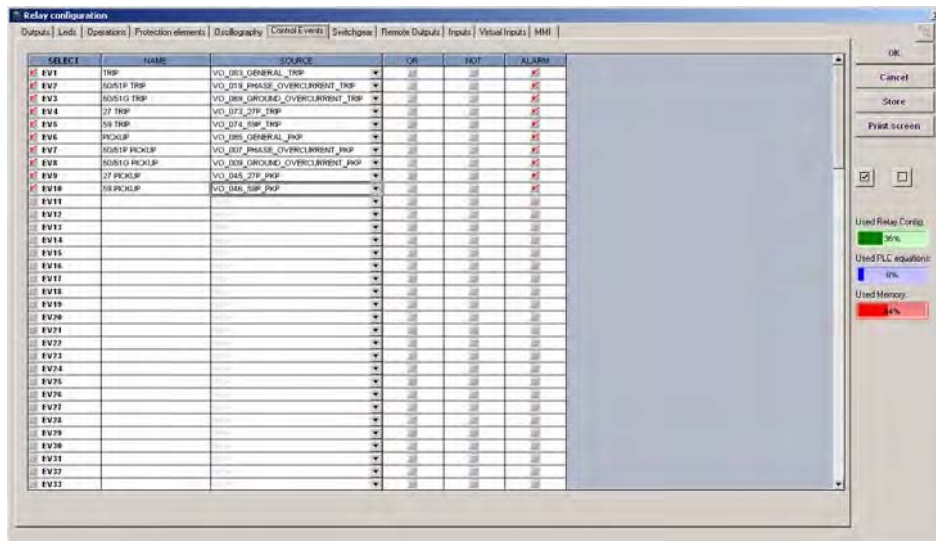 Relay configuration
Outputs | Leds | Operations | Protection elements | Oscillography | Control Events | Switchgear | Remote Outputs | Inputs | Virtual Inputs | MMI
SELECT NAME SOURCE OR NOT ALARM
EV1 TRIP VO_083_GENERAL_TRIP
EV2 50/51P TRIP VO_019_PHASE_OVERCURRENT_TRIP
EV3 50/51G TRIP GROUND_OVERCURRENT_TRIP
EV4 27 TRIP VO_073_27P_TRIP
EV5 59 TRIP VO_074_59P_TRIP
EV6 PICKUP GENERAL_PKP
EV7 50/51P PICKUP VO_007_PHASE_OVERCURRENT_PKP
EV8 50/51G PICKUP VO_009_GROUND_OVERCURRENT_PKP
EV9 27 PICKUP VO_045_27P_PKP
EV10 59 PICKUP VO_046_59P_PKP
EV11
EV12
EV13
EV14
EV15
EV16
EV17
EV18
EV19
EV20
EV21
EV22
EV23
EV24
EV25
EV26
EV27
EV28
EV29
EV30
EV31
EV32
EV33
OK
Cancel
Store
Print screen
Used Relay Config.
36%
Used PLC equations:
0%
Used Memory: